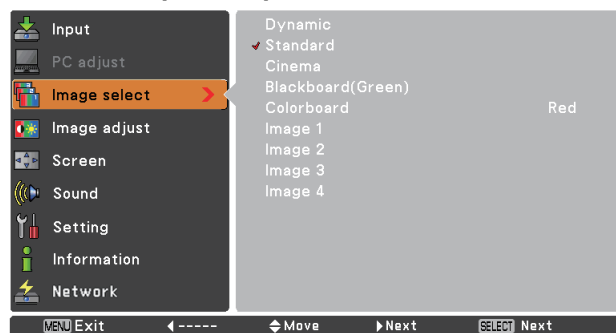 Input
PC adjust
Image select
Image adjust
Screen
Sound
Setting
Information
Network
Dynamic
Standard
Cinema
Blackboard(Green)
Colorboard Red
Image 1
Image 2
Image 3
Image 4
MENU Exit ----- Move Next SELECT Next